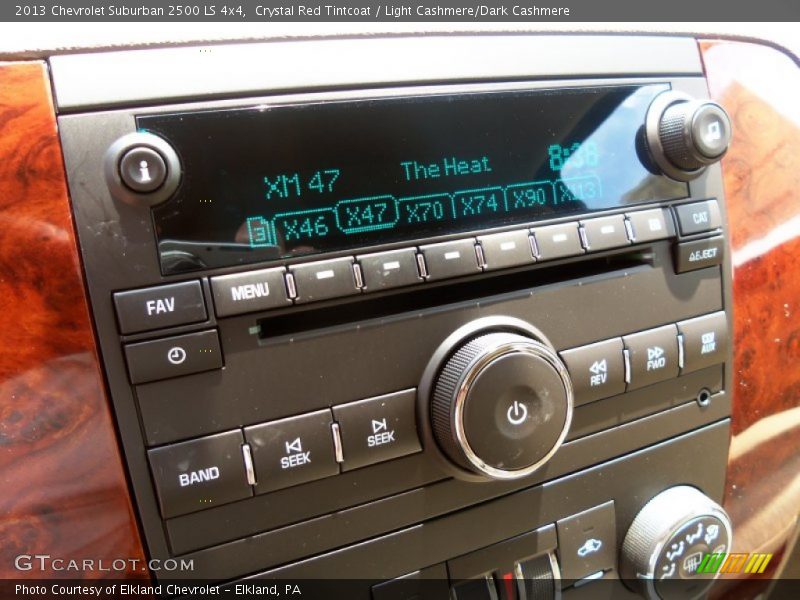 2013 Chevrolet Suburban 2500 LS 4x4, Crystal Red Tintcoat / Light Cashmere/Dark Cashmere
XM 47 The Heat 8:38
3 X46 X47 X70 X74 X90
CAT
EJECT
FAV MENU
REV FWD CD/AUX
BAND SEEK SEEK
GTCARLOT.COM
Photo Courtesy of Elkland Chevrolet - Elkland, PA